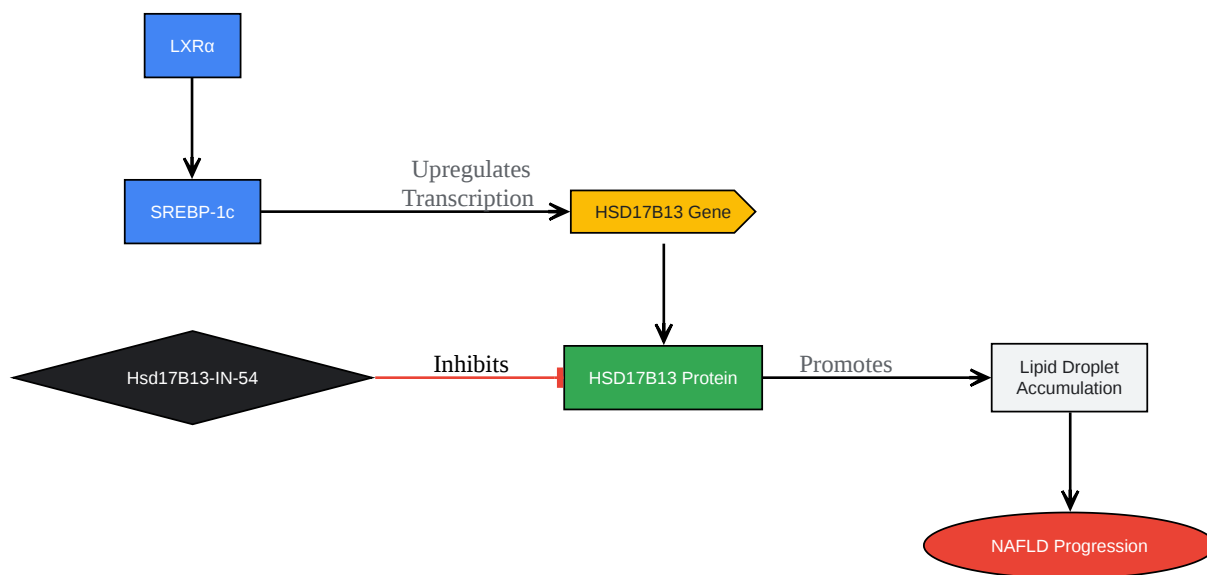 LXRα
Upregulates
Transcription
SREBP-1c
HSD17B13 Gene
Hsd17B13-IN-54
Inhibits
HSD17B13 Protein
Promotes
Lipid Droplet
Accumulation
NAFLD Progression